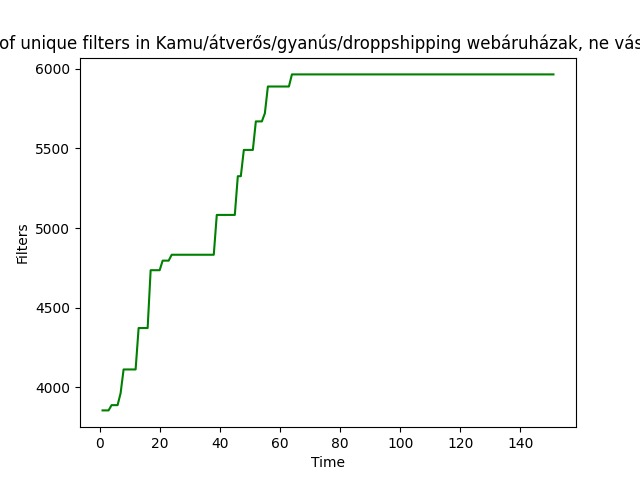 of unique filters in Kamu/átverős/gyanús/droppshipping webáruházak, ne vás
6000
5500
5000
4500
4000
Filters
0 20 40 60 80 100 120 140
Time